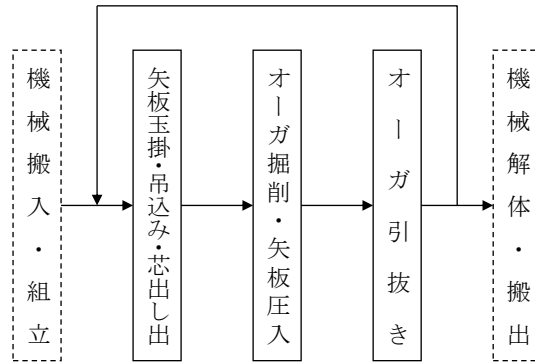 機械搬入・組立
矢板玉掛・吊込み・芯出し出
オーガ掘削・矢板圧入
オーガ引抜き
機械解体・搬出